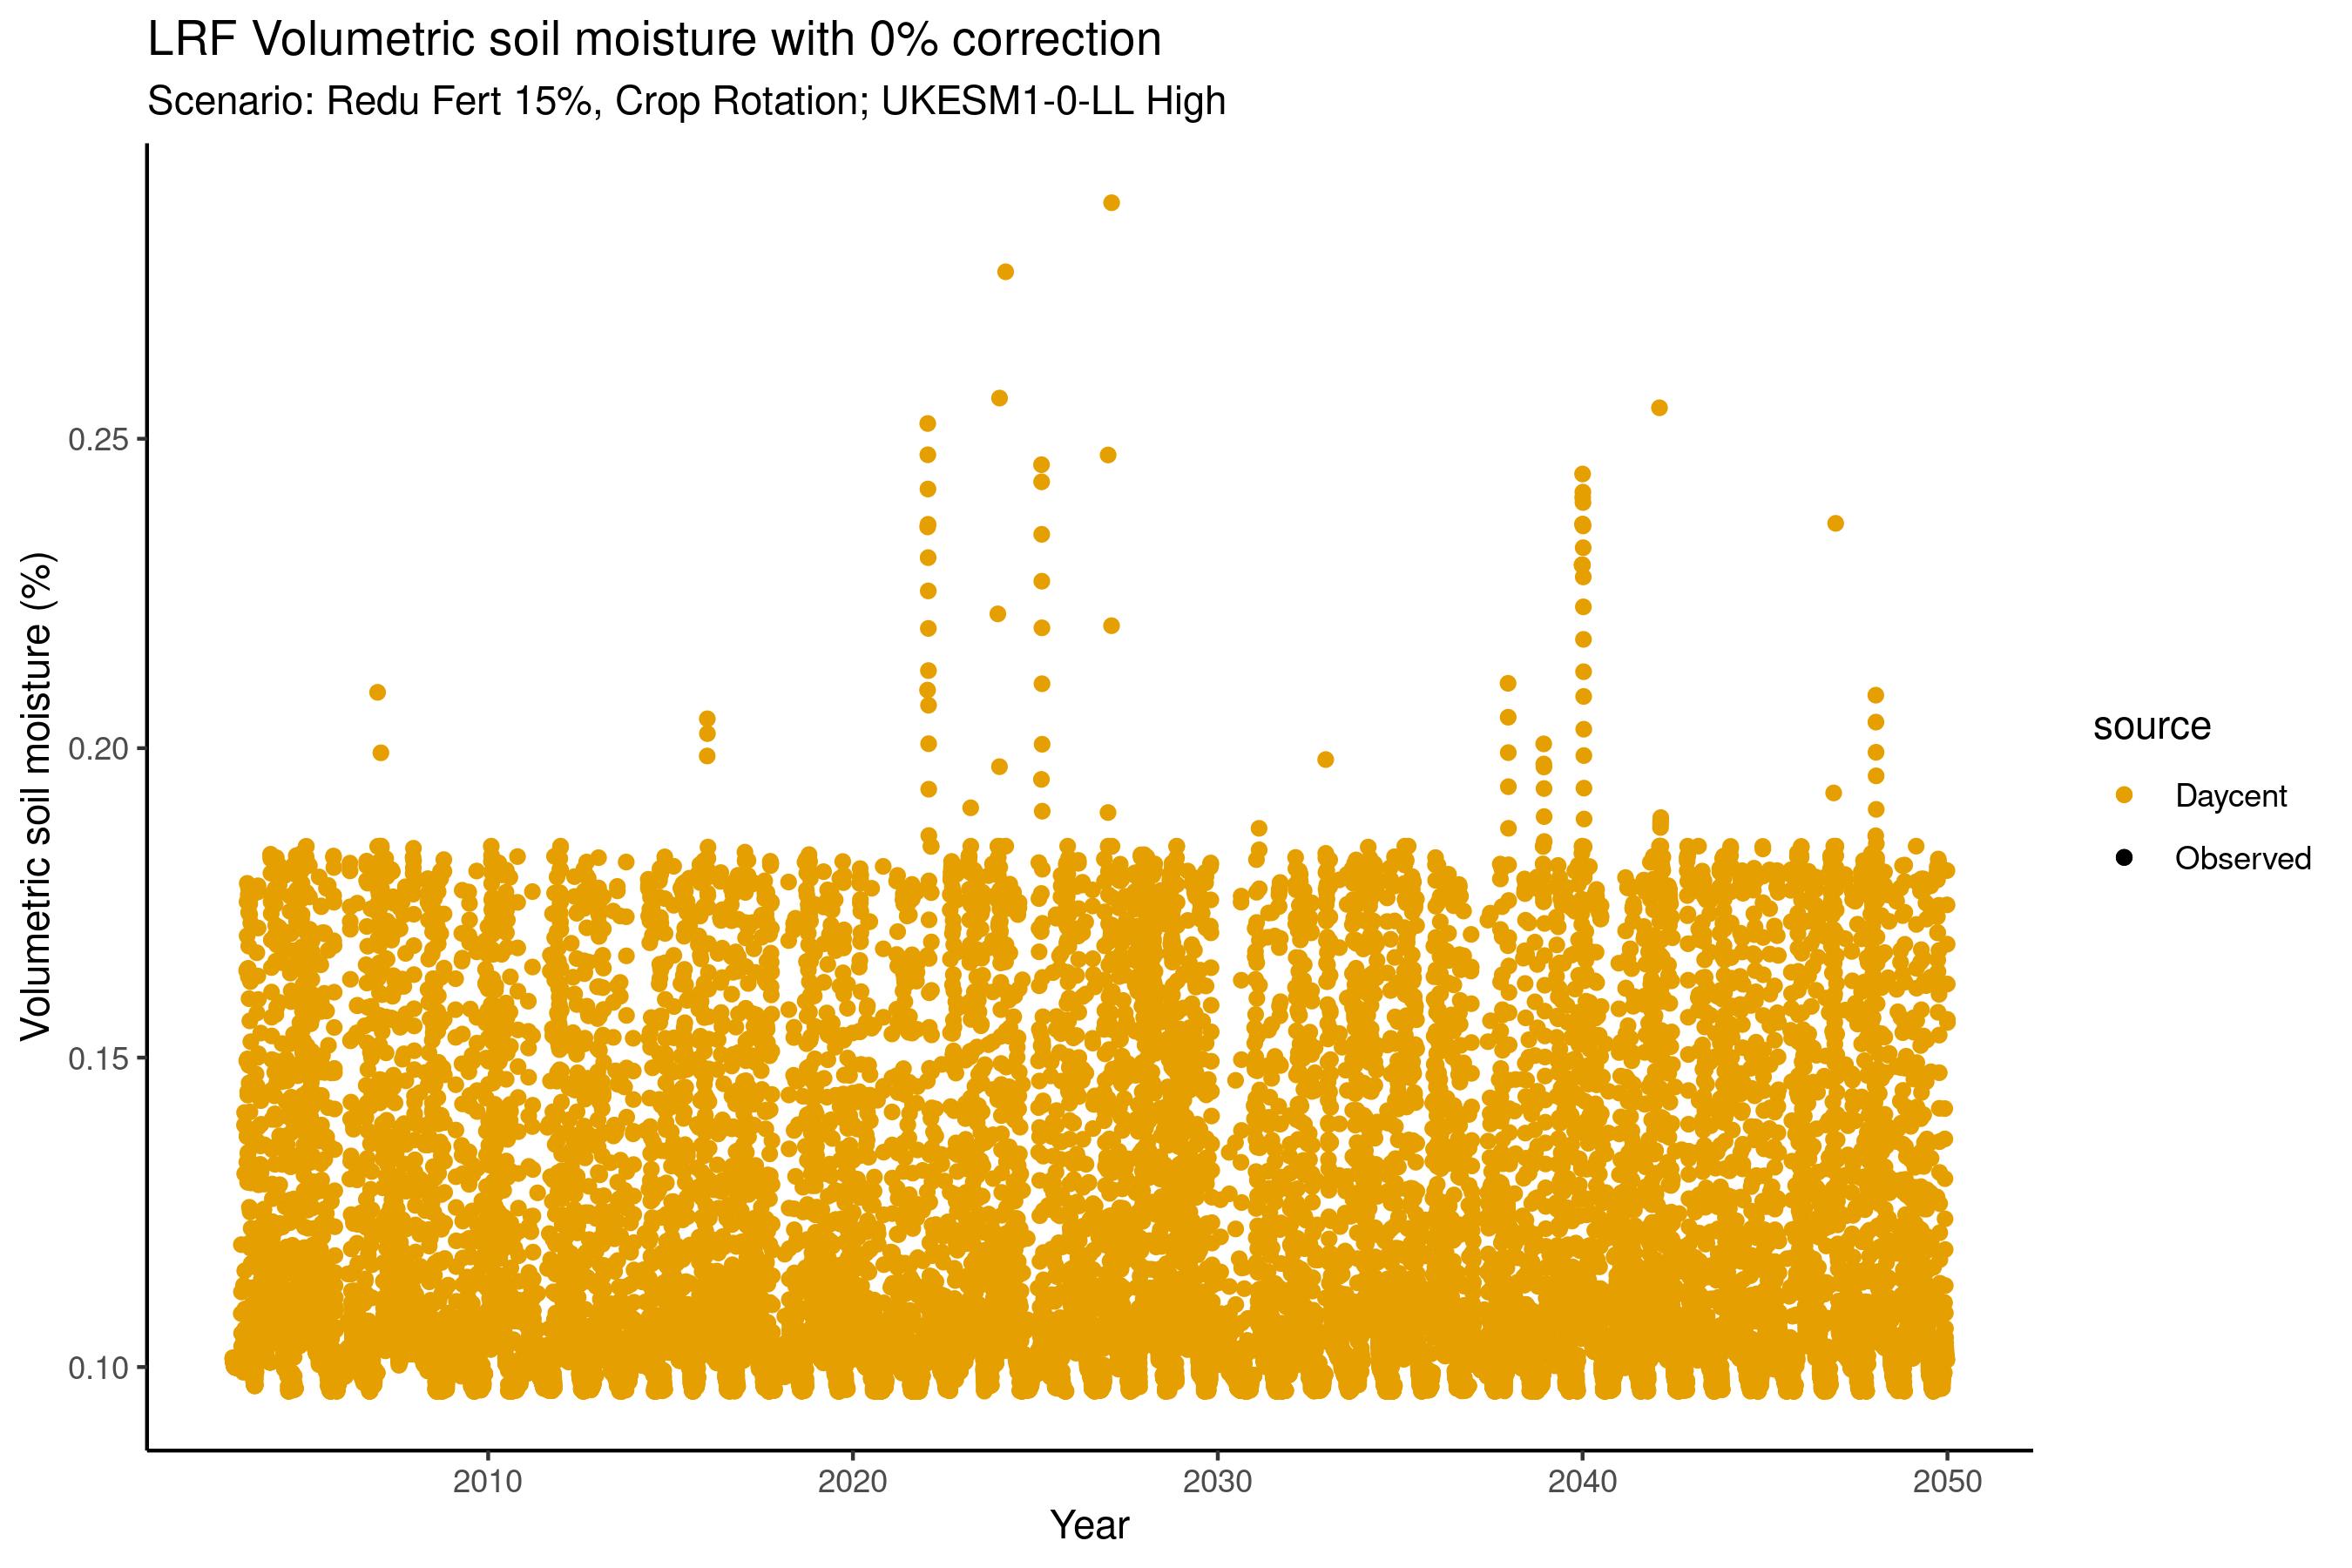 LRF Volumetric soil moisture with 0% correction
Scenario: Redu Fert 15%, Crop Rotation; UKESM1-0-LL High
Volumetric soil moisture (%)
0.25
0.20
0.15
0.10
2010
2020
2030
2040
2050
Year
source
Daycent
Observed